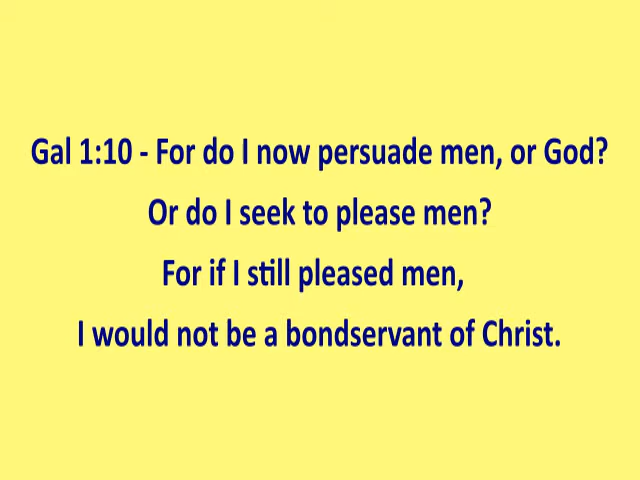 Gal 1:10 - For do I now persuade men, or God?
Or do I seek to please men?
For if I still pleased men,
I would not be a bondservant of Christ.